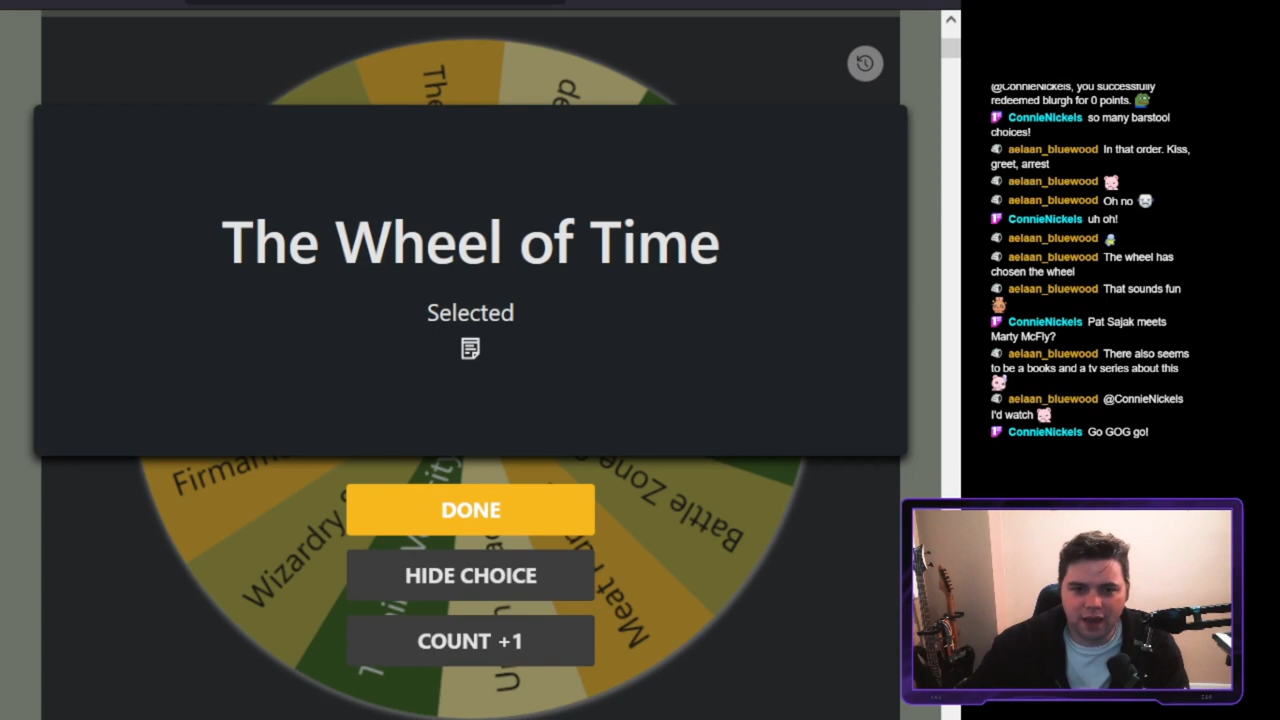 The
de
The Wheel of Time
Selected
Firmam
Wizardry
Battle Zone
Meat
DONE
HIDE CHOICE
COUNT +1
@ConnieNickels, you successfully
redeemed blurgh for 0 points.
ConnieNickels so many barstool
choices!
aelaan_bluewood In that order. Kiss,
greet, arrest
aelaan_bluewood
aelaan_bluewood Oh no
ConnieNickels uh oh!
aelaan_bluewood
aelaan_bluewood The wheel has
chosen the wheel
aelaan_bluewood That sounds fun
ConnieNickels Pat Sajak meets
Marty McFly?
aelaan_bluewood There also seems
to be a books and a tv series about this
aelaan_bluewood @ConnieNickels
I'd watch
ConnieNickels Go GOG go!